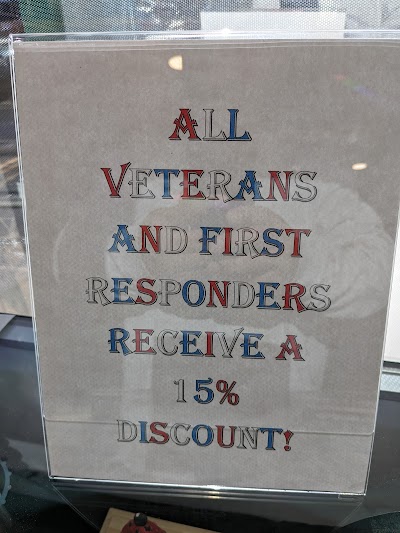 ALL
VETERANS
AND FIRST
RESPONDERS
RECEIVE A
15%
DISCOUNT!